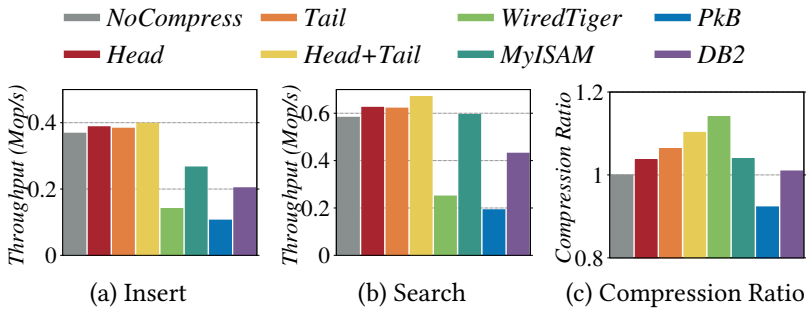 NoCompress Tail WiredTiger PkB
Head Head+Tail MyISAM DB2
Throughput (Mop/s)
0.4
0.2
0
(a) Insert
Throughput (Mop/s)
0.6
0.4
0.2
0
(b) Search
Compression Ratio
1.2
1
0.8
(c) Compression Ratio